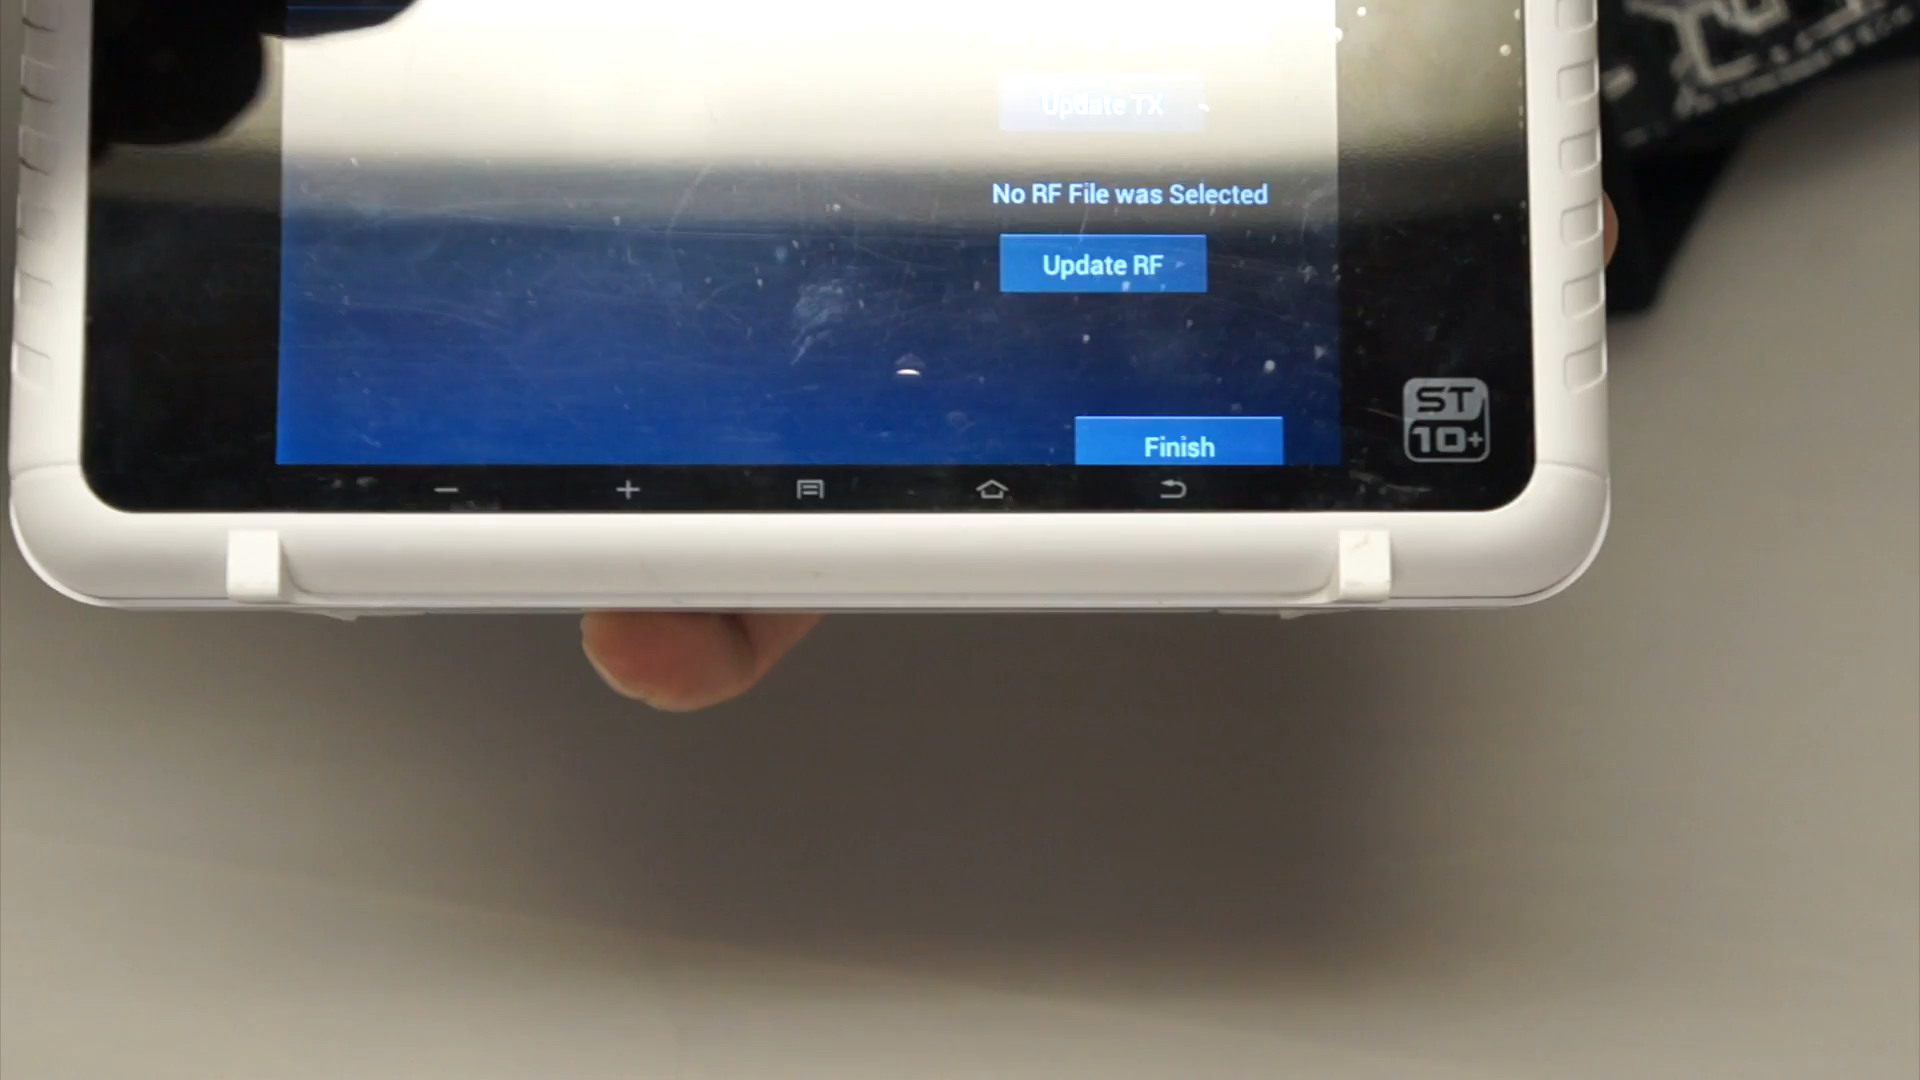 Update TX
No RF File was Selected
Update RF
Finish
ST
10+